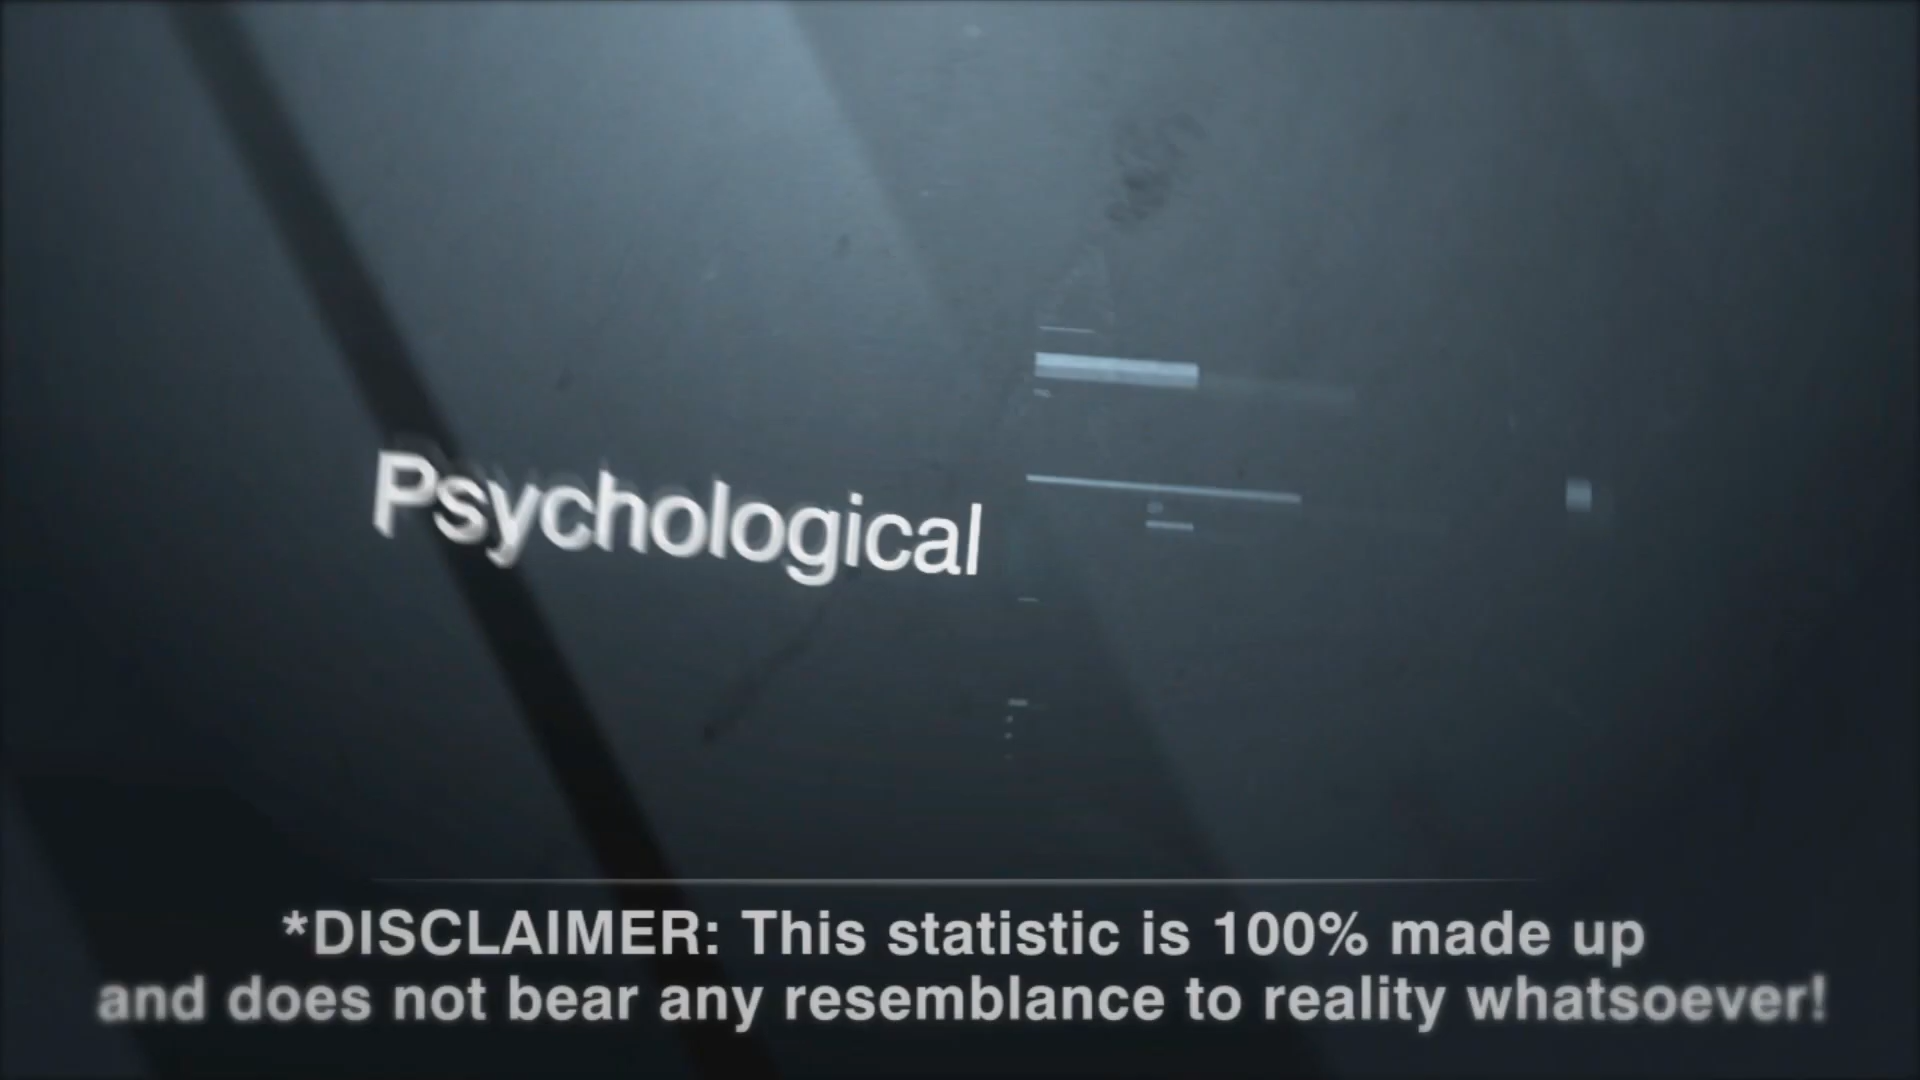 Psychological
*DISCLAIMER: This statistic is 100% made up
and does not bear any resemblance to reality whatsoever!